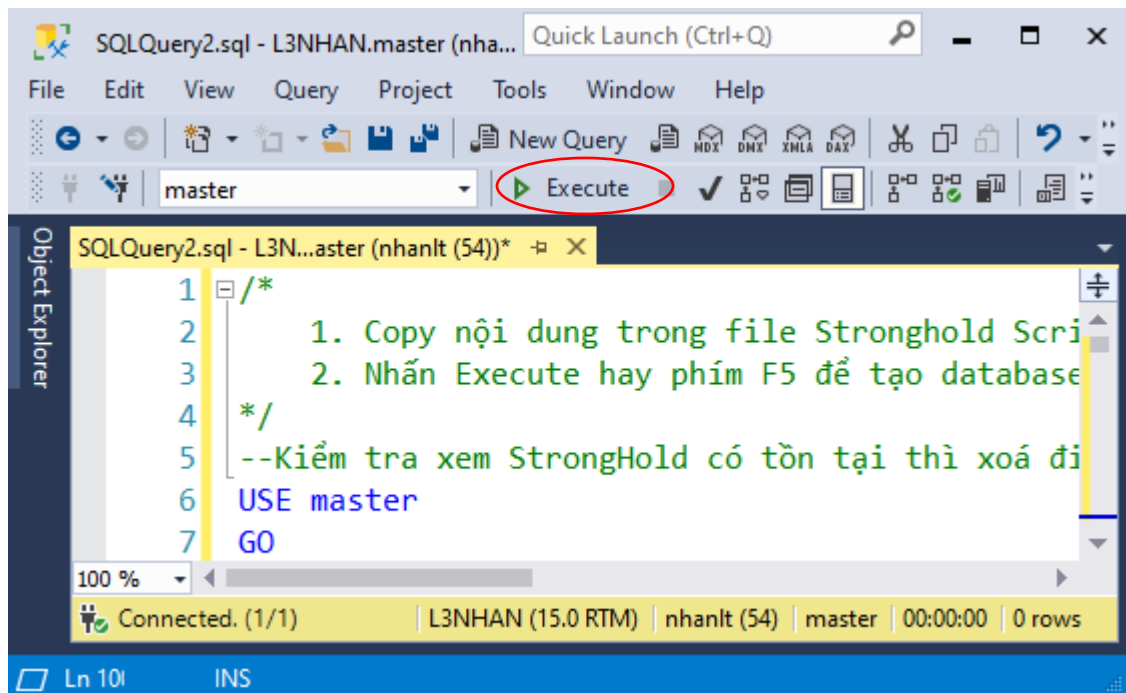 SQLQuery2.sql - L3NHAN.master (nha... Quick Launch (Ctrl+Q)
File Edit View Query Project Tools Window Help
New Query MDX DMX XMLA DAX
master Execute
Object Explorer
SQLQuery2.sql - L3N...aster (nhanlt (54))*
1 /*
2 1. Copy nội dung trong file Stronghold Scri
3 2. Nhấn Execute hay phím F5 để tạo database
4 */
5 --Kiểm tra xem StrongHold có tồn tại thì xoá đi
6 USE master
7 GO
100 %
Connected. (1/1) L3NHAN (15.0 RTM) nhanlt (54) master 00:00:00 0 rows
Ln 10 INS